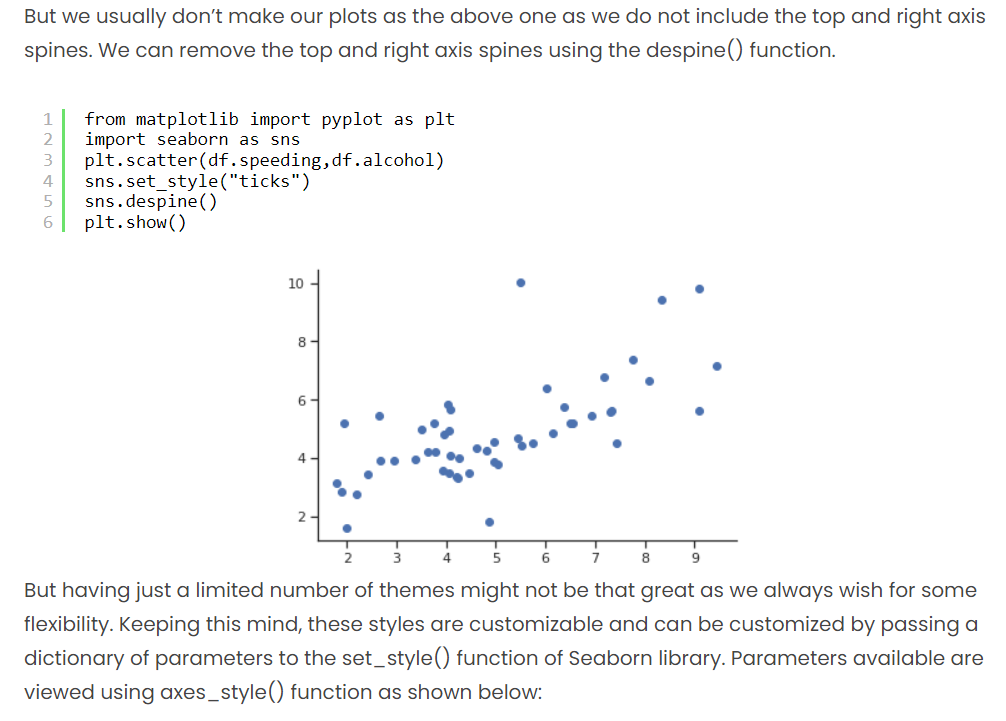 But we usually don’t make our plots as the above one as we do not include the top and right axis
spines. We can remove the top and right axis spines using the despine() function.
1 from matplotlib import pyplot as plt
2 import seaborn as sns
3 plt.scatter(df.speeding,df.alcohol)
4 sns.set_style("ticks")
5 sns.despine()
6 plt.show()
10
8
6
4
2
2 3 4 5 6 7 8 9
But having just a limited number of themes might not be that great as we always wish for some
flexibility. Keeping this mind, these styles are customizable and can be customized by passing a
dictionary of parameters to the set_style() function of Seaborn library. Parameters available are
viewed using axes_style() function as shown below: